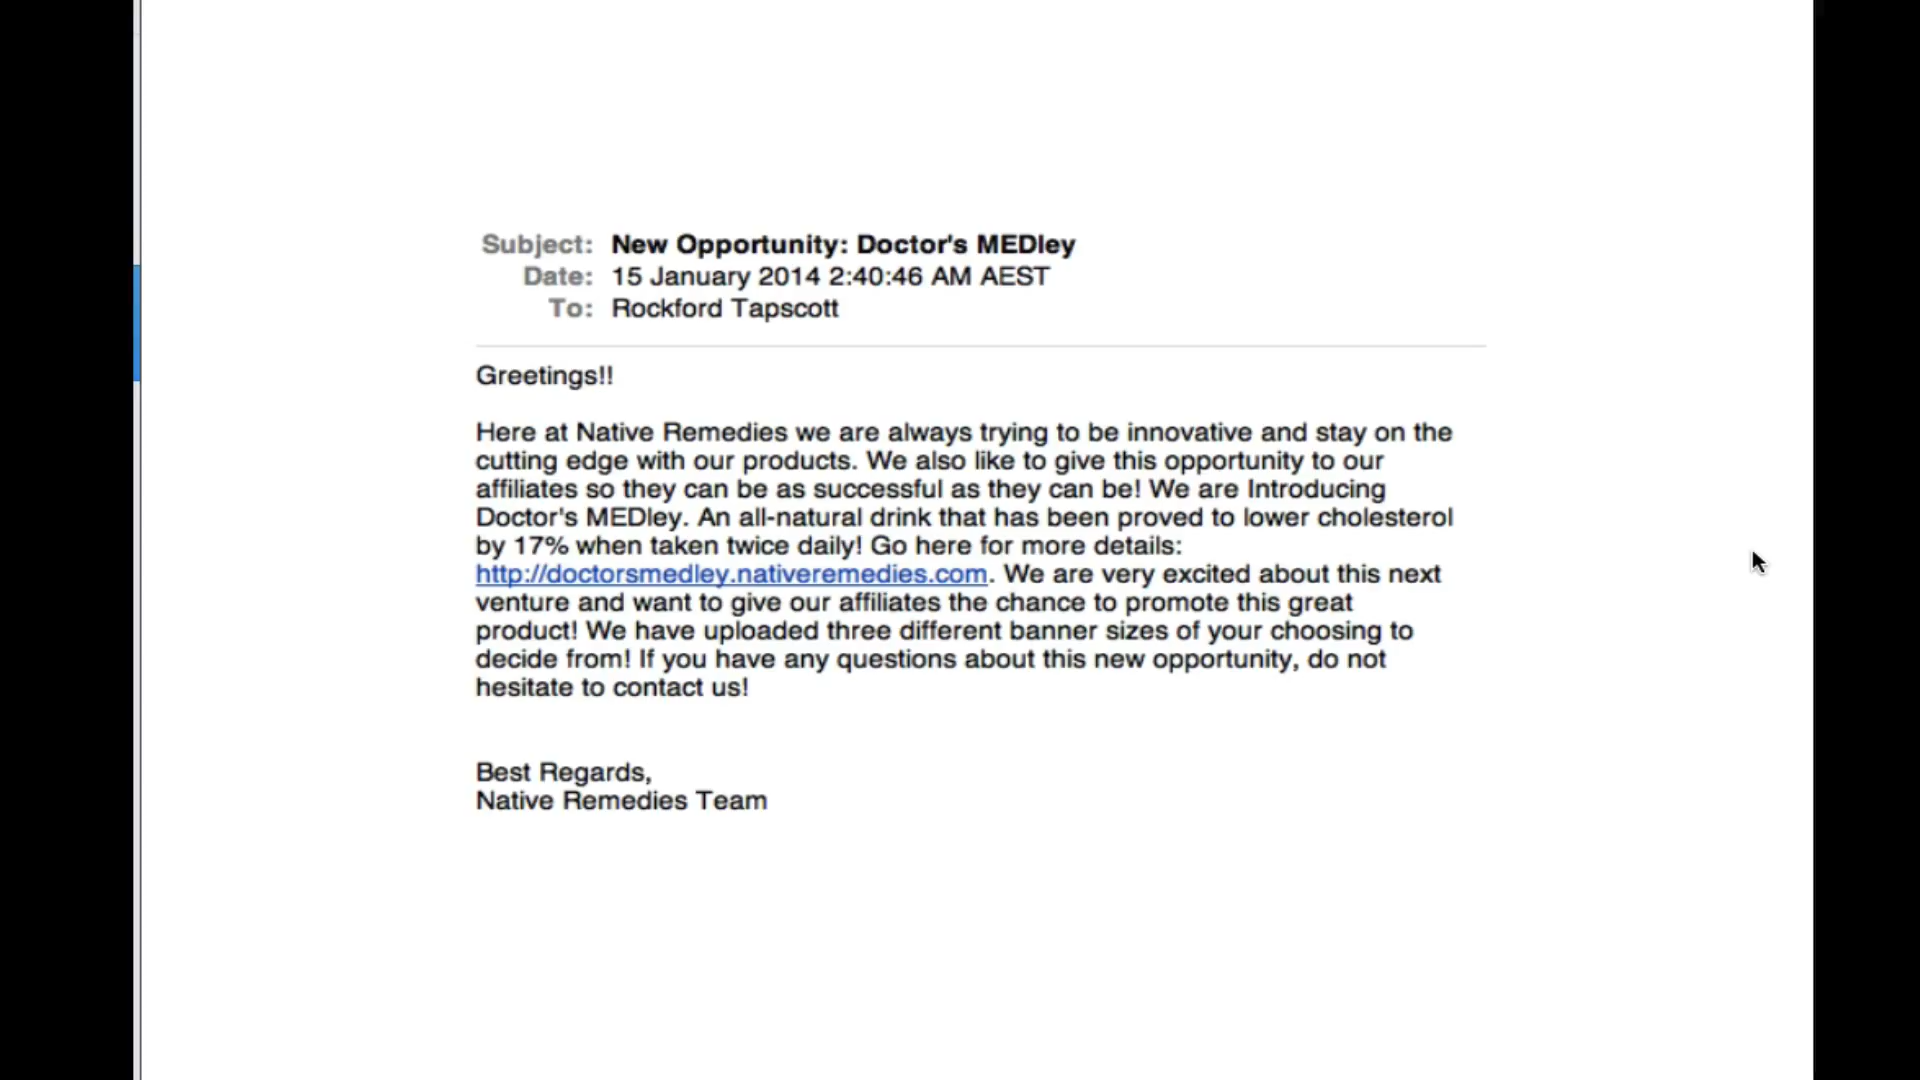 Subject: New Opportunity: Doctor's MEDley
Date: 15 January 2014 2:40:46 AM AEST
To: Rockford Tapscott
Greetings!!
Here at Native Remedies we are always trying to be innovative and stay on the
cutting edge with our products. We also like to give this opportunity to our
affiliates so they can be as successful as they can be! We are Introducing
Doctor's MEDley. An all-natural drink that has been proved to lower cholesterol
by 17% when taken twice daily! Go here for more details:
http://doctorsmedley.nativeremedies.com. We are very excited about this next
venture and want to give our affiliates the chance to promote this great
product! We have uploaded three different banner sizes of your choosing to
decide from! If you have any questions about this new opportunity, do not
hesitate to contact us!
Best Regards,
Native Remedies Team